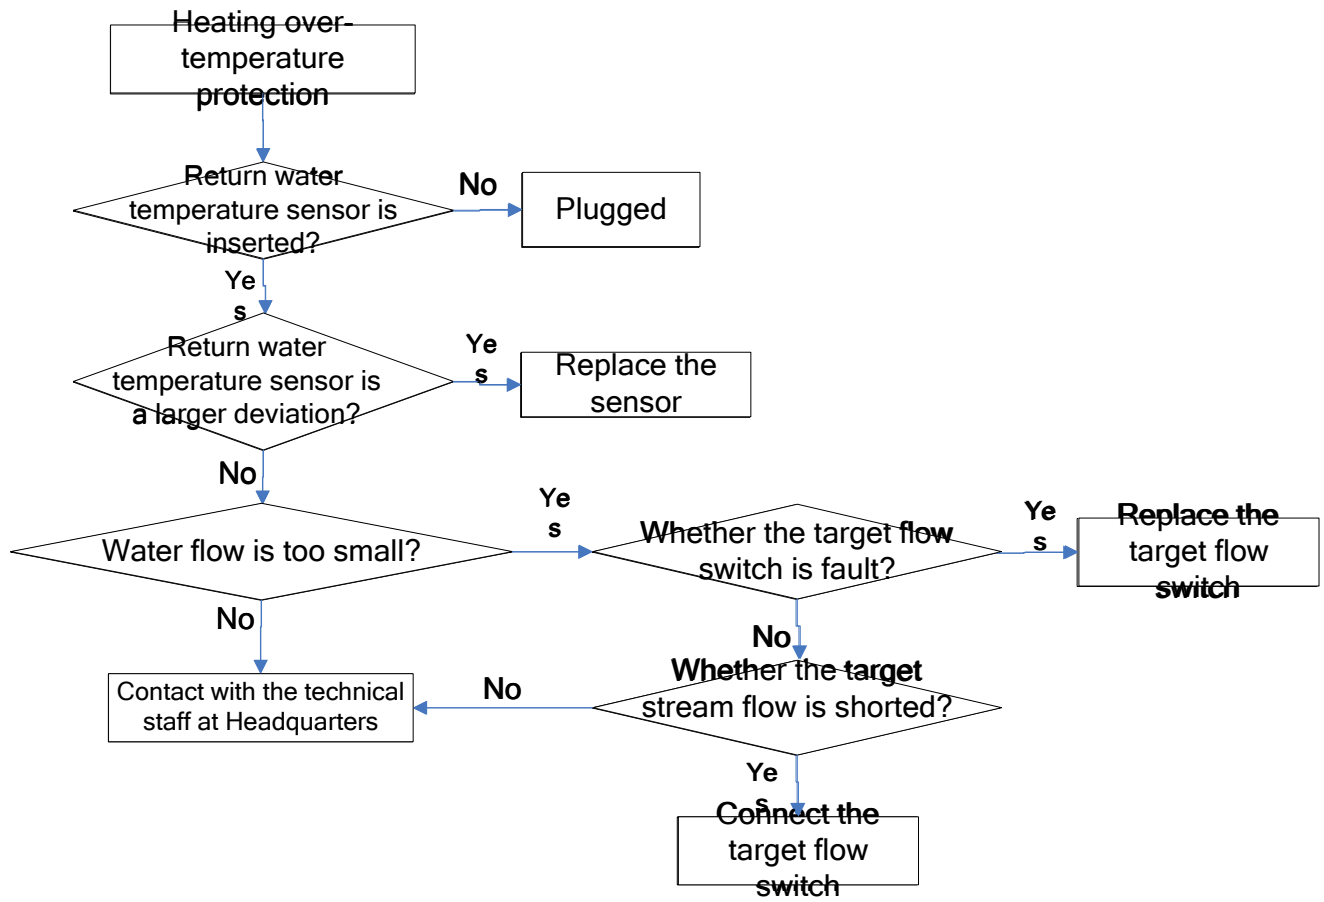 Heating over-
temperature
protection
Return water
temperature sensor is
inserted?
No
Plugged
Ye
s
Return water
temperature sensor is
a larger deviation?
Ye
s
Replace the
sensor
No
Water flow is too small?
Ye
s
Whether the target flow
switch is fault?
Ye
s
Replace the
target flow
switch
No
No
Whether the target
stream flow is shorted?
No
Contact with the technical
staff at Headquarters
Ye
s
Connect the
target flow
switch